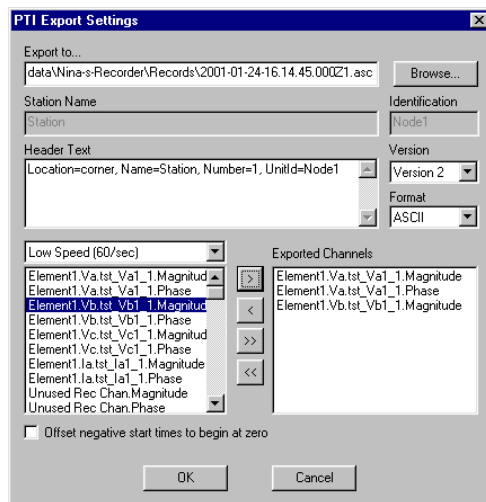 PTI Export Settings
Export to...
data\Nina-s-Recorder\Records\2001-01-24-16.14.45.000Z1.asc
Browse...
Station Name
Identification
Station
Node1
Header Text
Version
Location=corner, Name=Station, Number=1, UnitId=Node1
Version 2
Format
ASCII
Low Speed (60/sec)
Exported Channels
Element1.Va.tst_Va1_1.Magnitud
Element1.Va.tst_Va1_1.Phase
Element1.Vb.tst_Vb1_1.Magnitud
Element1.Vb.tst_Vb1_1.Phase
Element1.Vc.tst_Vc1_1.Magnitud
Element1.Vc.tst_Vc1_1.Phase
Element1.Ia.tst_Ia1_1.Magnitude
Element1.Ia.tst_Ia1_1.Phase
Unused Rec Chan.Magnitude
Unused Rec Chan.Phase
>
<
>>
<<
Element1.Va.tst_Va1_1.Magnitude
Element1.Va.tst_Va1_1.Phase
Element1.Vb.tst_Vb1_1.Magnitude
Offset negative start times to begin at zero
OK
Cancel